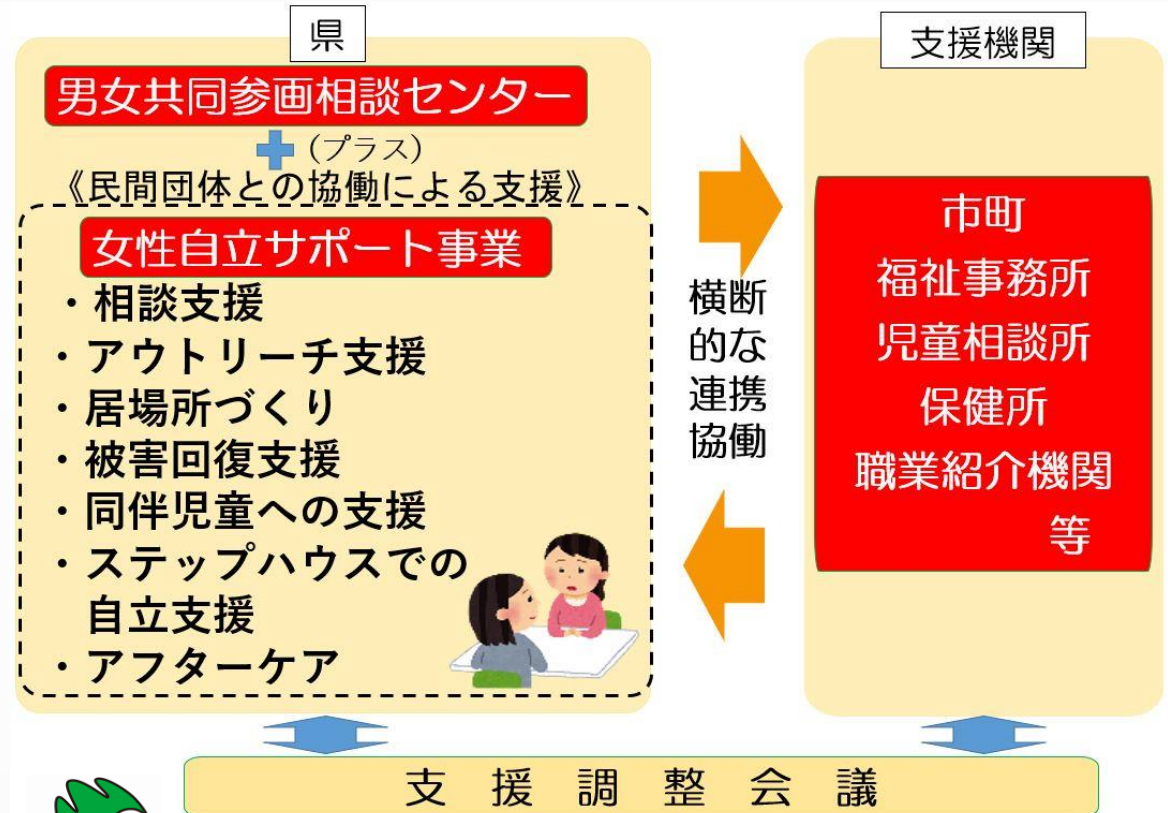 県
男女共同参画相談センター
(プラス)
《民間団体との協働による支援》
女性自立サポート事業
・相談支援
・アウトリーチ支援
・居場所づくり
・被害回復支援
・同伴児童への支援
・ステップハウスでの
自立支援
・アフターケア
横断
的な
連携
協働
支援機関
市町
福祉事務所
児童相談所
保健所
職業紹介機関
等
支援調整会議